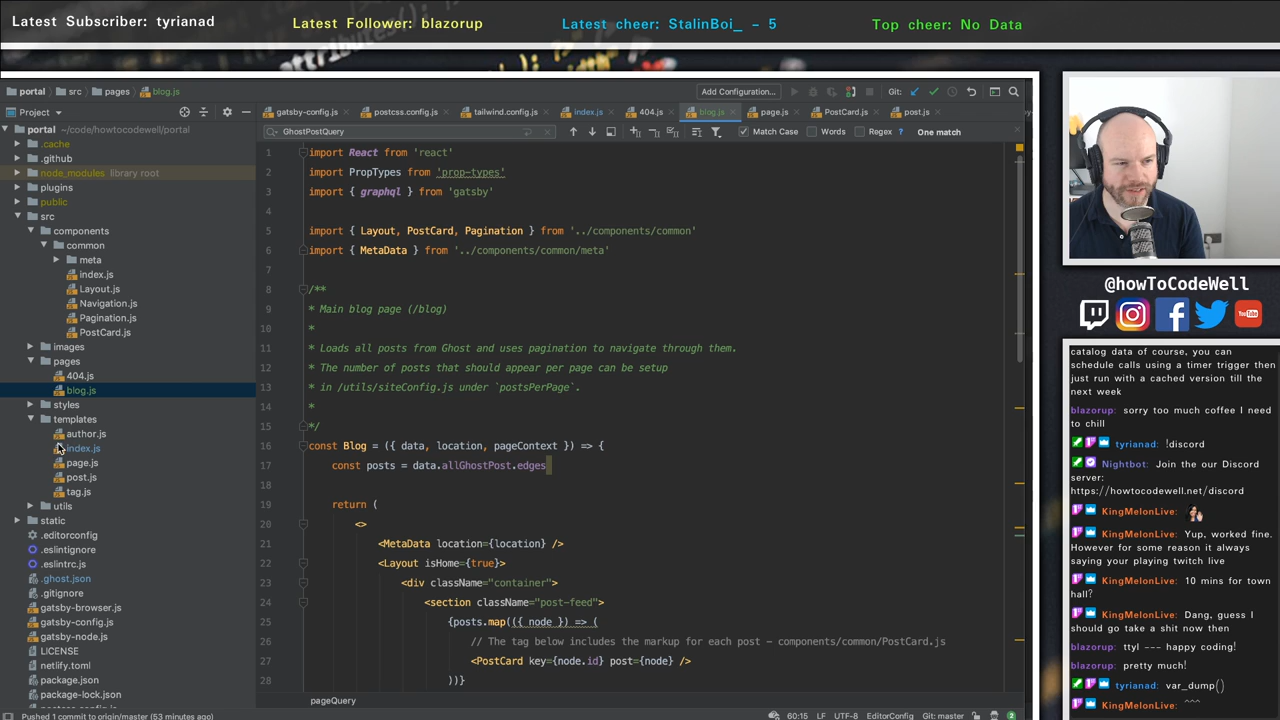 Latest Subscriber: tyrianad
Latest Follower: blazorup
Latest cheer: StalinBoi_ - 5
Top cheer: No Data
portal
src
pages
blog.js
Add Configuration...
Git:
Project
gatsby-config.js
postcss.config.js
tailwind.config.js
index.js
404.js
blog.js
page.js
PostCard.js
post.js
GhostPostQuery
Match Case
Words
Regex
?
One match
portal ~/code/howtocodewell/portal
.cache
.github
node_modules library root
plugins
public
src
components
common
meta
index.js
Layout.js
Navigation.js
Pagination.js
PostCard.js
images
pages
404.js
blog.js
styles
templates
author.js
index.js
page.js
post.js
tag.js
utils
static
.editorconfig
.eslintignore
.eslintrc.js
.ghost.json
.gitignore
gatsby-browser.js
gatsby-config.js
gatsby-node.js
LICENSE
netlify.toml
package.json
package-lock.json
1 import React from 'react'
2 import PropTypes from 'prop-types'
3 import { graphql } from 'gatsby'
4
5 import { Layout, PostCard, Pagination } from '../components/common'
6 import { MetaData } from '../components/common/meta'
7
8 /**
9 * Main blog page (/blog)
10 *
11 * Loads all posts from Ghost and uses pagination to navigate through them.
12 * The number of posts that should appear per page can be setup
13 * in /utils/siteConfig.js under `postsPerPage`.
14 *
15 */
16 const Blog = ({ data, location, pageContext }) => {
17 const posts = data.allGhostPost.edges
18
19 return (
20 <>
21 <MetaData location={location} />
22 <Layout isHome={true}>
23 <div className="container">
24 <section className="post-feed">
25 {posts.map(({ node }) => (
26 // The tag below includes the markup for each post - components/common/PostCard.js
27 <PostCard key={node.id} post={node} />
28 ))}
pageQuery
Pushed 1 commit to origin/master (53 minutes ago)
60:15 LF UTF-8 EditorConfig Git: master
2
@howToCodeWell
You
Tube
catalog data of course, you can
schedule calls using a timer trigger then
just run with a cached version till the
next week
blazorup: sorry too much coffee I need
to chill
tyrianad: !discord
Nightbot: Join the our Discord
server:
https://howtocodewell.net/discord
KingMelonLive:
KingMelonLive: Yup, worked fine.
However for some reason it always
saying your playing twitch live
KingMelonLive: 10 mins for town
hall?
KingMelonLive: Dang, guess I
should go take a shit now then
blazorup: ttyl --- happy coding!
blazorup: pretty much!
tyrianad: var_dump()
KingMelonLive: ^^^